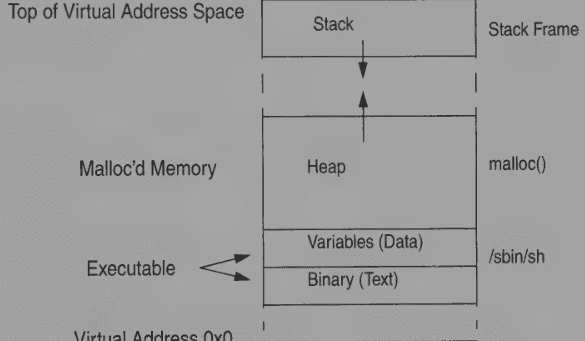 Top of Virtual Address Space
Stack
Stack Frame
Malloc'd Memory
Heap
malloc()
Variables (Data)
/sbin/sh
Executable
Binary (Text)
Virtual Address 0x0